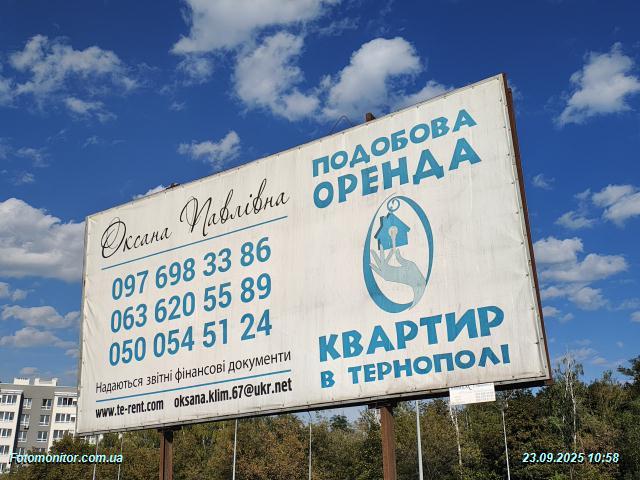 Оксана Павлівна
097 698 33 86
063 620 55 89
050 054 51 24
Надаються звітні фінансові документи
www.te-rent.com oksana.klim.67@ukr.net
ПОДОБОВА
ОРЕНДА
КВАРТИР
В ТЕРНОПОЛІ
Fotomonitor.com.ua
23.09.2025 10:58